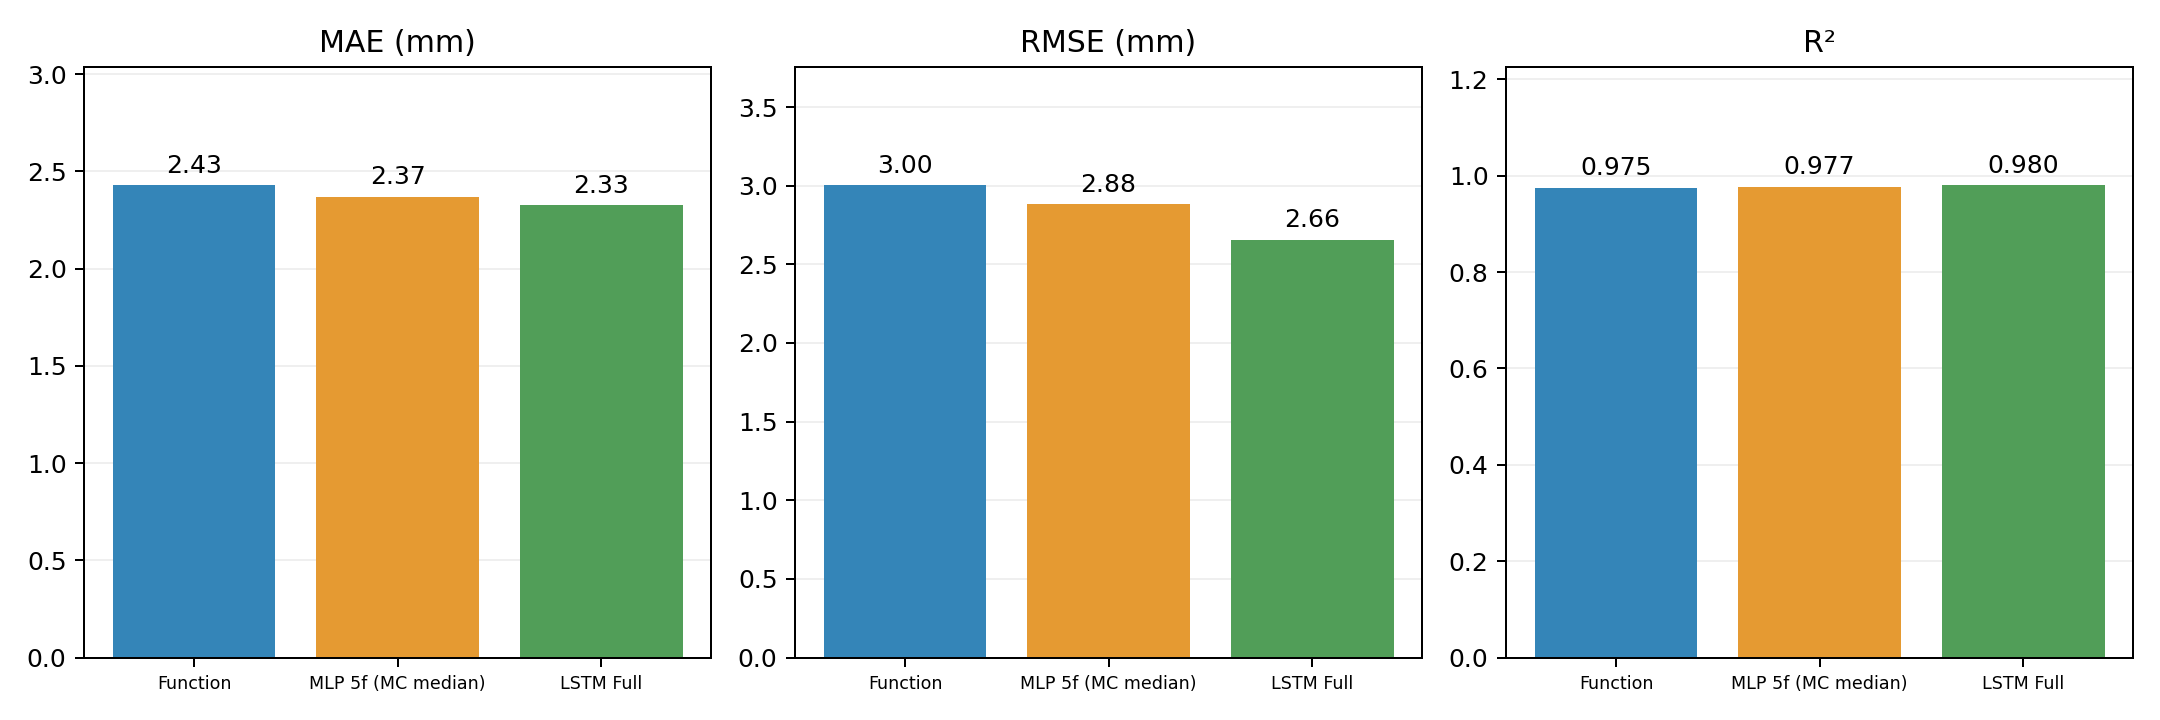 MAE (mm)
3.0
2.5
2.0
1.5
1.0
0.5
0.0
2.43
2.37
2.33
Function
MLP 5f (MC median)
LSTM Full
RMSE (mm)
3.5
3.0
2.5
2.0
1.5
1.0
0.5
0.0
3.00
2.88
2.66
Function
MLP 5f (MC median)
LSTM Full
R²
1.2
1.0
0.8
0.6
0.4
0.2
0.0
0.975
0.977
0.980
Function
MLP 5f (MC median)
LSTM Full